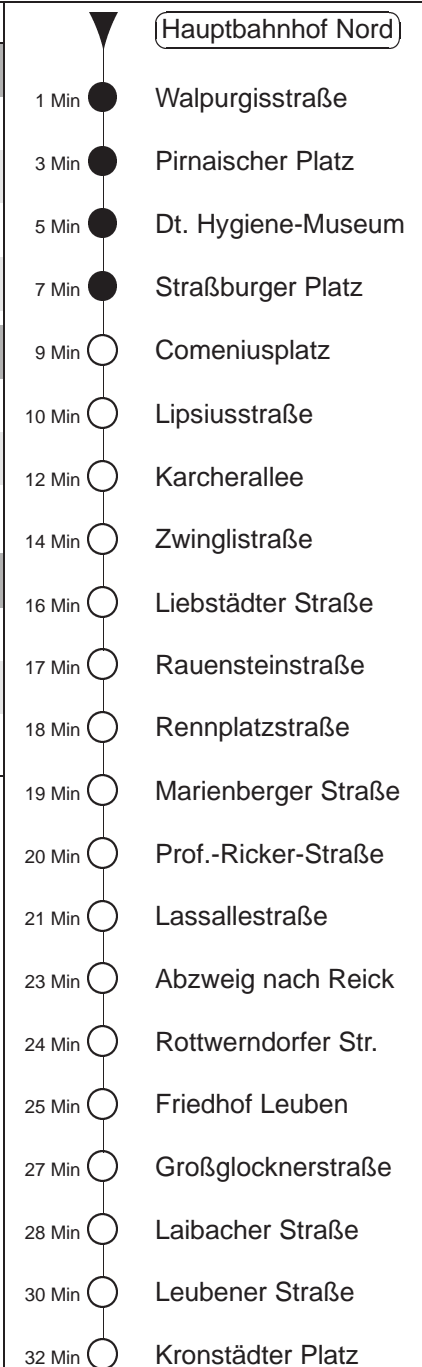 Hauptbahnhof Nord
1 Min Walpurgisstraße
3 Min Pirnaischer Platz
5 Min Dt. Hygiene-Museum
7 Min Straßburger Platz
9 Min Comeniusplatz
10 Min Lipsiusstraße
12 Min Karcherallee
14 Min Zwinglistraße
16 Min Liebstädter Straße
17 Min Rauensteinstraße
18 Min Rennplatzstraße
19 Min Marienberger Straße
20 Min Prof.-Ricker-Straße
21 Min Lassallestraße
23 Min Abzweig nach Reick
24 Min Rottwerndorfer Str.
25 Min Friedhof Leuben
27 Min Großglocknerstraße
28 Min Laibacher Straße
30 Min Leubener Straße
32 Min Kronstädter Platz